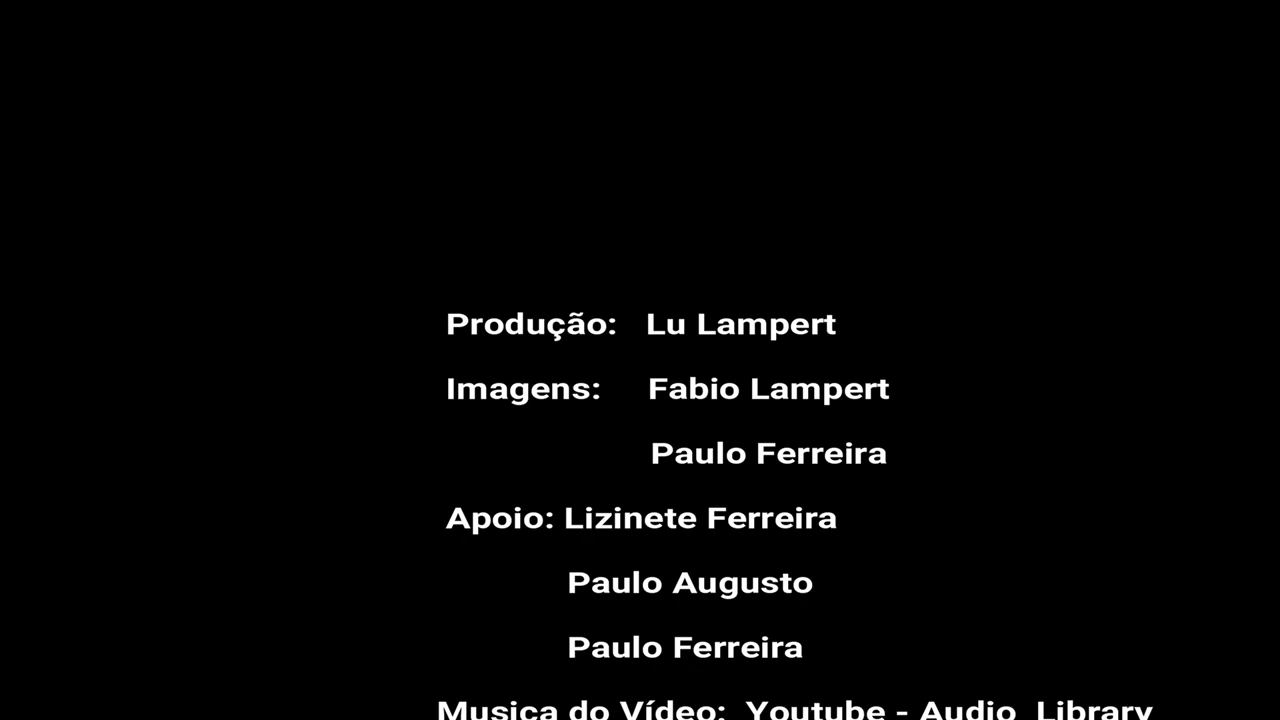 Produção: Lu Lampert
Imagens: Fabio Lampert
Paulo Ferreira
Apoio: Lizinete Ferreira
Paulo Augusto
Paulo Ferreira
Musica do Vídeo: Youtube - Audio Library